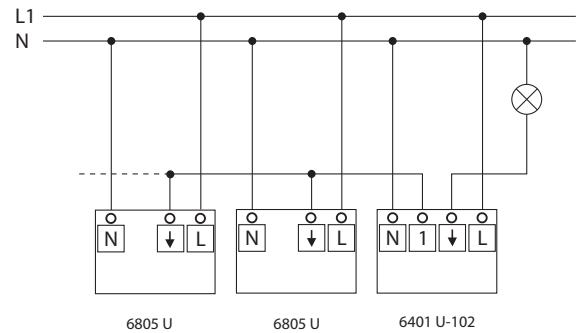 L1
N
N ↓ L
N ↓ L
N 1 ↓ L
6805 U
6805 U
6401 U-102